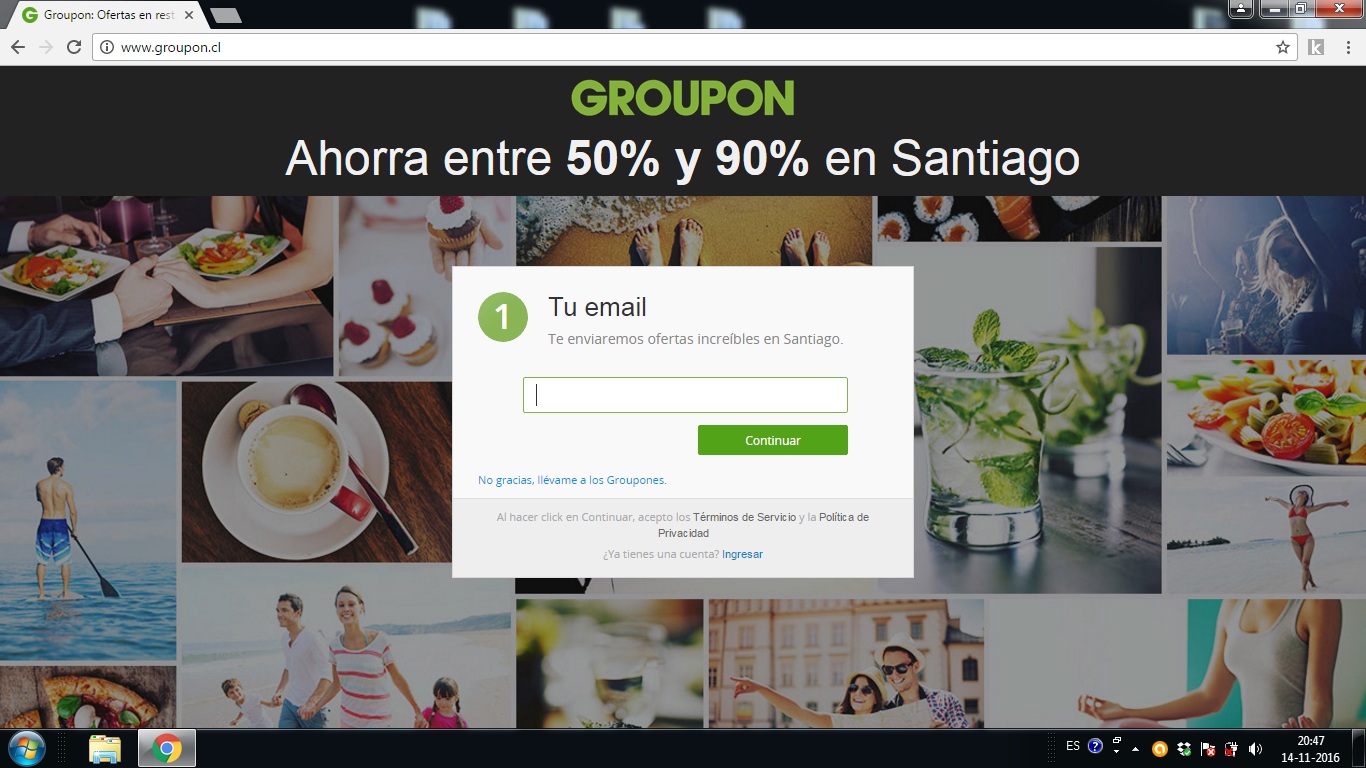 Groupon: Ofertas en rest
www.groupon.cl
GROUPON
Ahorra entre 50% y 90% en Santiago
1
Tu email
Te enviaremos ofertas increíbles en Santiago.
Continuar
No gracias, llévame a los Groupones.
Al hacer click en Continuar, acepto los Términos de Servicio y la Política de
Privacidad
¿Ya tienes una cuenta? Ingresar
ES
20:47
14-11-2016